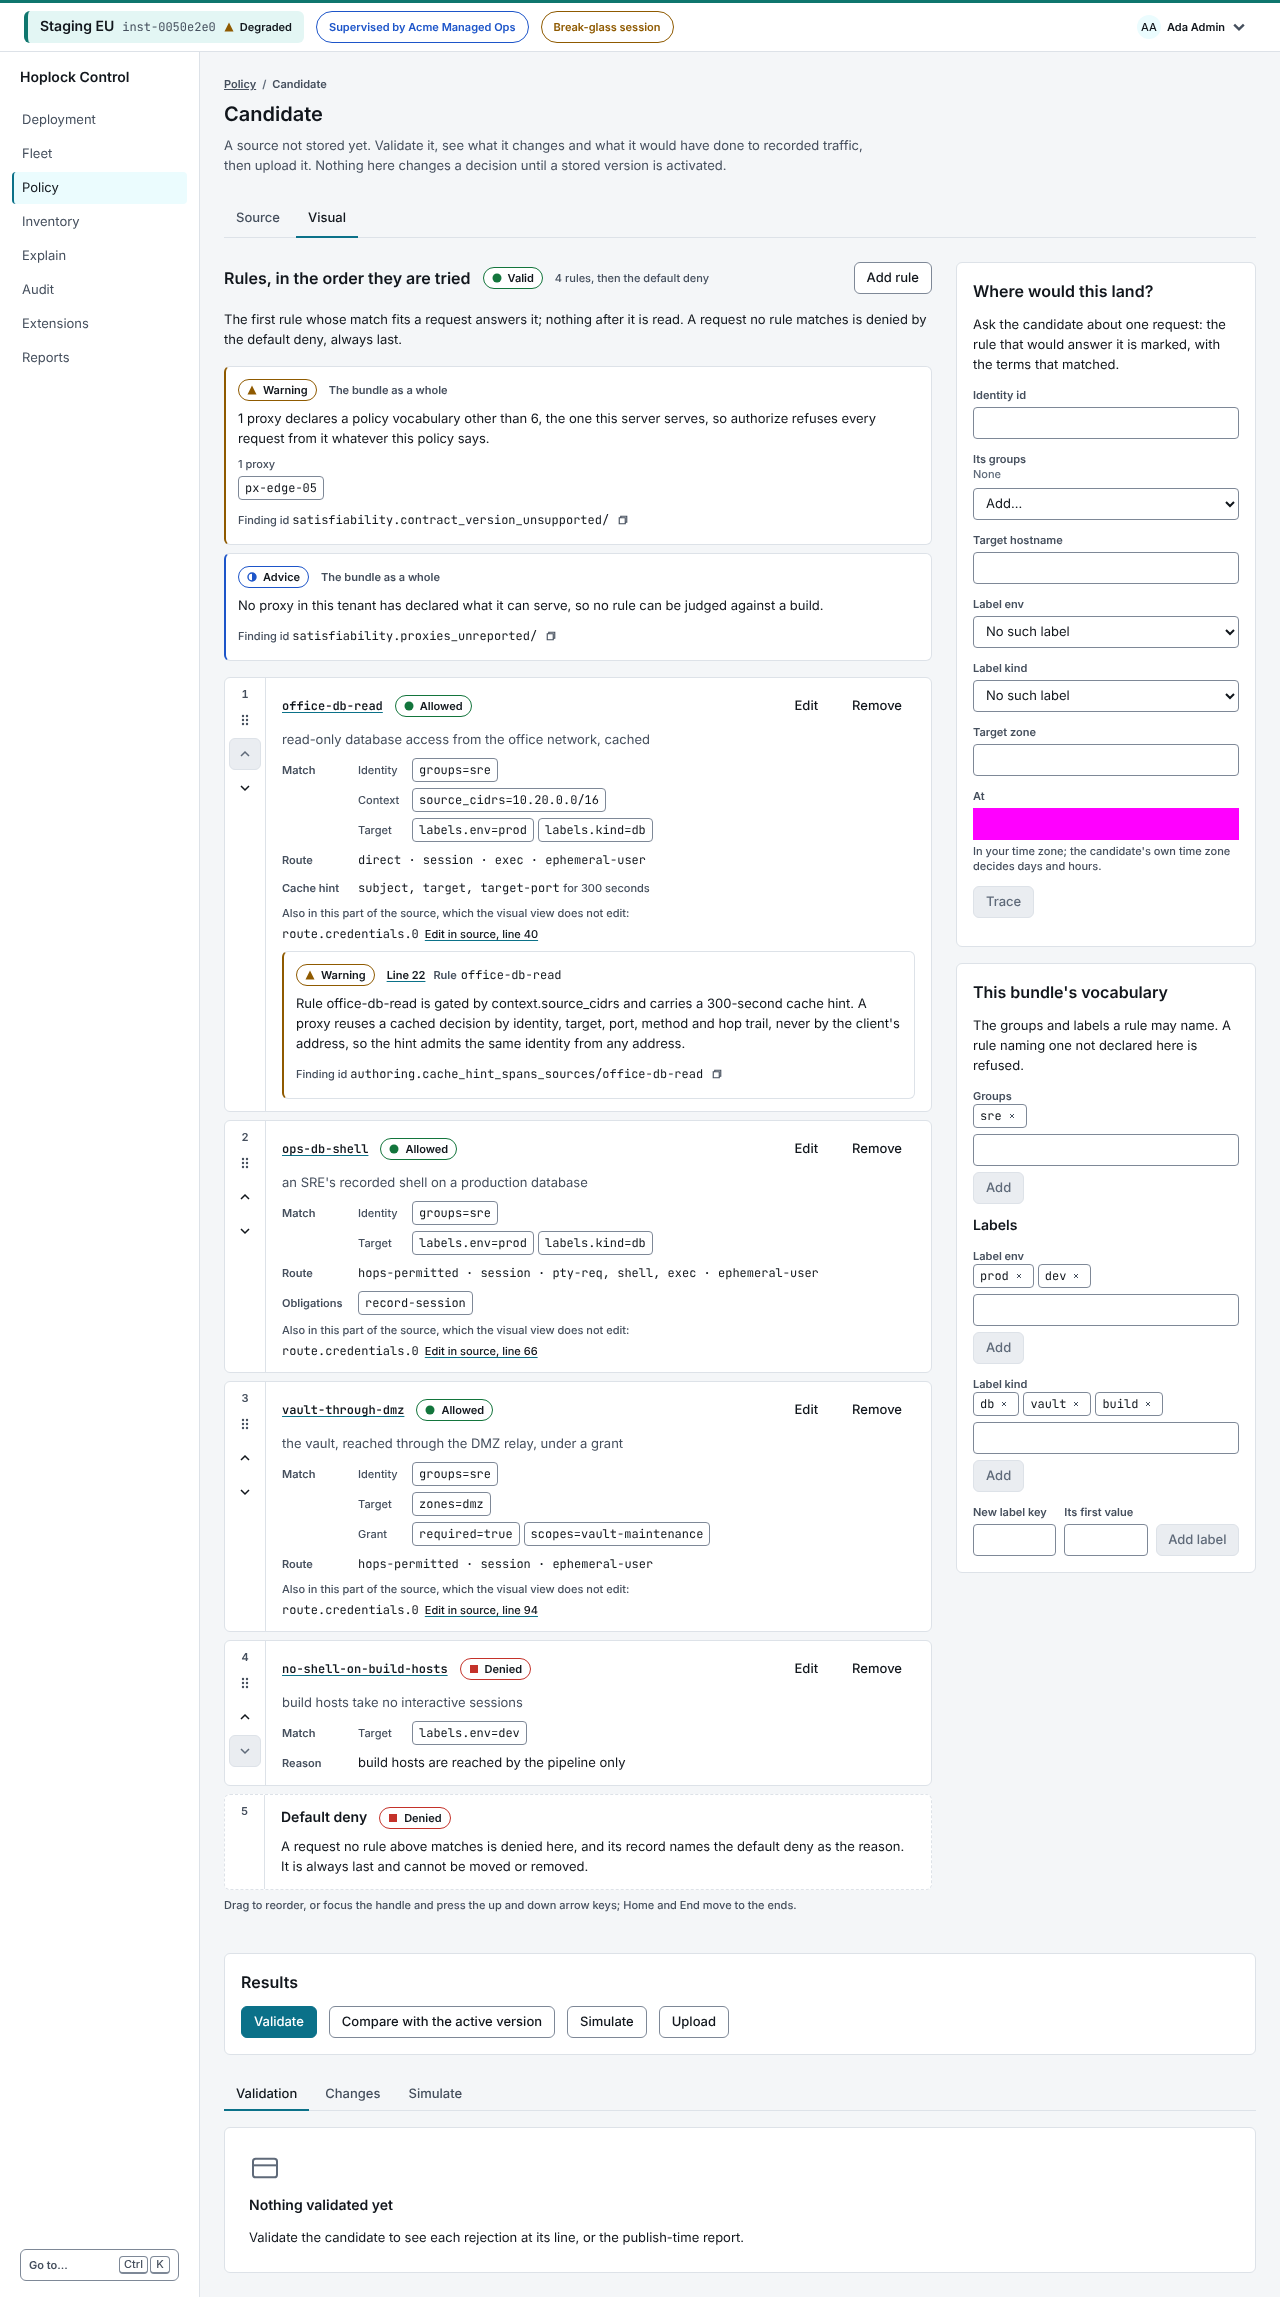 Staging EU inst-0050e2e0 Degraded Supervised by Acme Managed Ops Break-glass session AA Ada Admin
Hoplock Control
Deployment
Fleet
Policy
Inventory
Explain
Audit
Extensions
Reports
Go to... Ctrl K
Policy / Candidate
Candidate
A source not stored yet. Validate it, see what it changes and what it would have done to recorded traffic,
then upload it. Nothing here changes a decision until a stored version is activated.
Source Visual
Rules, in the order they are tried Valid 4 rules, then the default deny Add rule
The first rule whose match fits a request answers it; nothing after it is read. A request no rule matches is denied by
the default deny, always last.
Warning The bundle as a whole
1 proxy declares a policy vocabulary other than 6, the one this server serves, so authorize refuses every
request from it whatever this policy says.
1 proxy
px-edge-05
Finding id satisfiability.contract_version_unsupported/
Advice The bundle as a whole
No proxy in this tenant has declared what it can serve, so no rule can be judged against a build.
Finding id satisfiability.proxies_unreported/
1
office-db-read Allowed Edit Remove
read-only database access from the office network, cached
Match Identity groups=sre
Context source_cidrs=10.20.0.0/16
Target labels.env=prod labels.kind=db
Route direct · session · exec · ephemeral-user
Cache hint subject, target, target-port for 300 seconds
Also in this part of the source, which the visual view does not edit:
route.credentials.0 Edit in source, line 40
Warning Line 22 Rule office-db-read
Rule office-db-read is gated by context.source_cidrs and carries a 300-second cache hint. A
proxy reuses a cached decision by identity, target, port, method and hop trail, never by the client's
address, so the hint admits the same identity from any address.
Finding id authoring.cache_hint_spans_sources/office-db-read
2
ops-db-shell Allowed Edit Remove
an SRE's recorded shell on a production database
Match Identity groups=sre
Target labels.env=prod labels.kind=db
Route hops-permitted · session · pty-req, shell, exec · ephemeral-user
Obligations record-session
Also in this part of the source, which the visual view does not edit:
route.credentials.0 Edit in source, line 66
3
vault-through-dmz Allowed Edit Remove
the vault, reached through the DMZ relay, under a grant
Match Identity groups=sre
Target zones=dmz
Grant required=true scopes=vault-maintenance
Route hops-permitted · session · ephemeral-user
Also in this part of the source, which the visual view does not edit:
route.credentials.0 Edit in source, line 94
4
no-shell-on-build-hosts Denied Edit Remove
build hosts take no interactive sessions
Match Target labels.env=dev
Reason build hosts are reached by the pipeline only
5
Default deny Denied
A request no rule above matches is denied here, and its record names the default deny as the reason.
It is always last and cannot be moved or removed.
Drag to reorder, or focus the handle and press the up and down arrow keys; Home and End move to the ends.
Where would this land?
Ask the candidate about one request: the
rule that would answer it is marked, with
the terms that matched.
Identity id
Its groups
None
Add...
Target hostname
Label env
No such label
Label kind
No such label
Target zone
At
In your time zone; the candidate's own time zone
decides days and hours.
Trace
This bundle's vocabulary
The groups and labels a rule may name. A
rule naming one not declared here is
refused.
Groups
sre ×
Add
Labels
Label env
prod × dev ×
Add
Label kind
db × vault × build ×
Add
New label key Its first value
Add label
Results
Validate Compare with the active version Simulate Upload
Validation Changes Simulate
Nothing validated yet
Validate the candidate to see each rejection at its line, or the publish-time report.